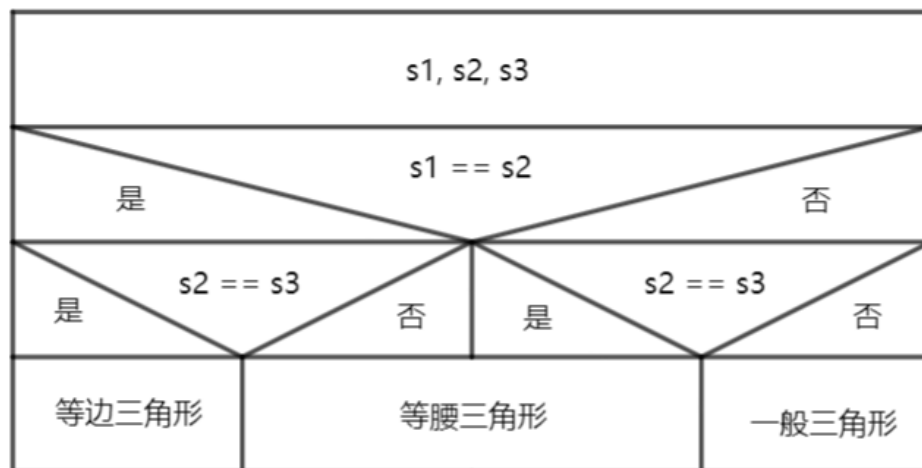 s1, s2, s3
s1 == s2
是
否
s2 == s3
s2 == s3
是
否
是
否
等边三角形
等腰三角形
一般三角形